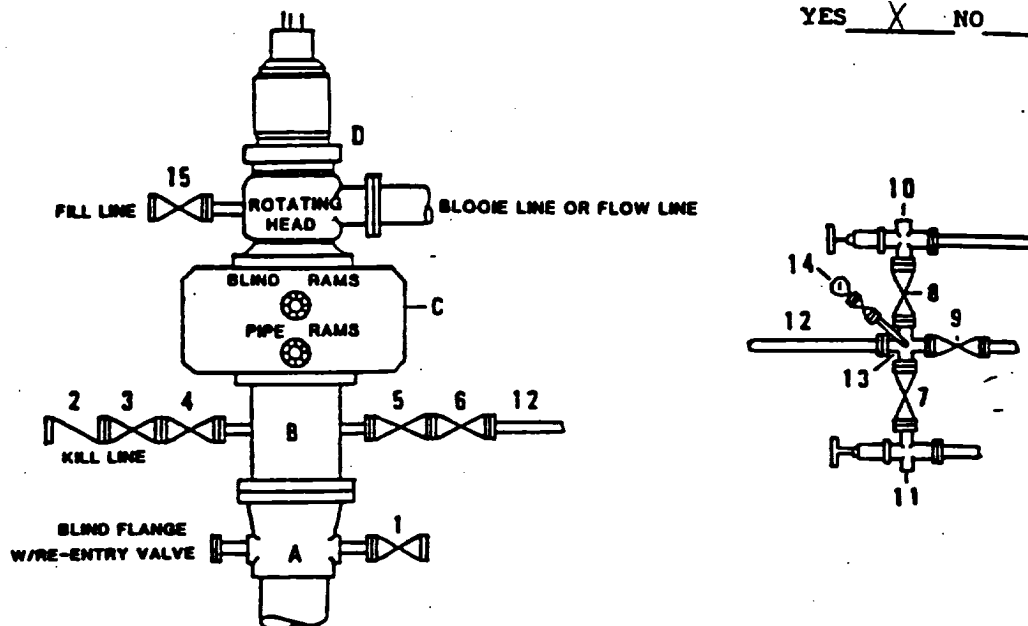 YES X NO
D
15
FILL LINE
ROTATING
HEAD
BLOOIE LINE OR FLOW LINE
BLIND RAMS
C
PIPE RAMS
2 3 4
KILL LINE
B
5 6 12
BLIND FLANGE
W/RE-ENTRY VALVE
A
1
10
14
8
12
9
13
7
11